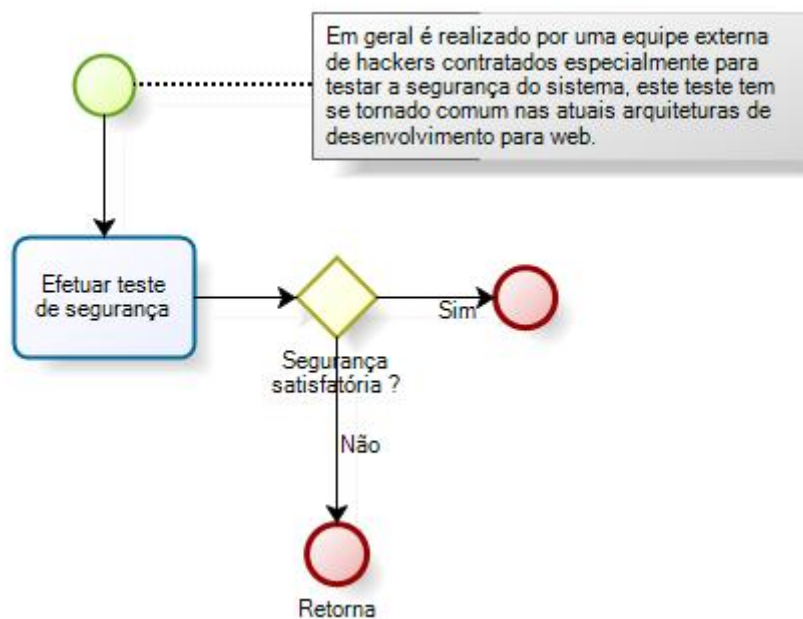 Em geral é realizado por uma equipe externa
de hackers contratados especialmente para
testar a segurança do sistema, este teste tem
se tornado comum nas atuais arquiteturas de
desenvolvimento para web.
Efetuar teste
de segurança
Sim
Segurança
satisfatória ?
Não
Retorna